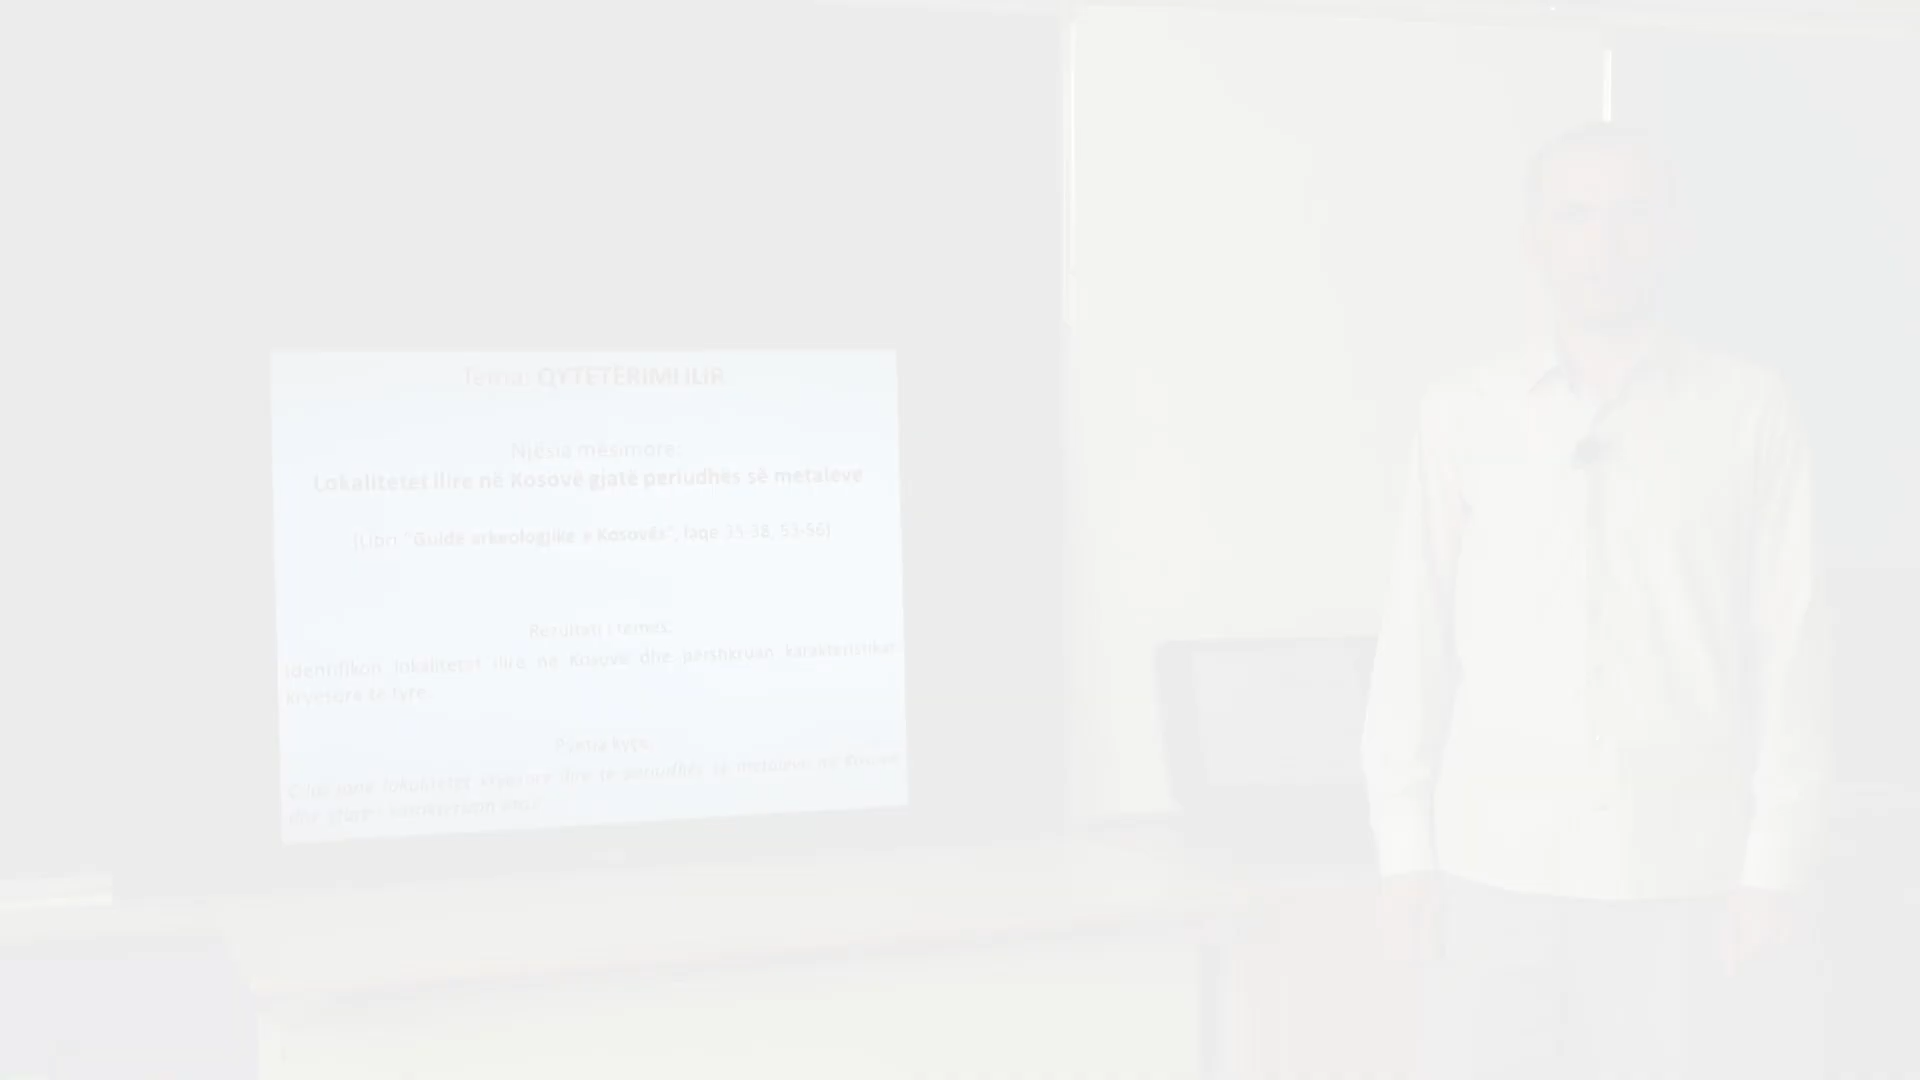 Tema: QYTETËRIMI ILIR
Njësia mësimore:
Lokalitetet ilire në Kosovë gjatë periudhës së metaleve
(Libri "Guidë arkeologjike e Kosovës", faqe 35-38, 53-56)
Rezultati i temës:
Identifikon lokalitetet ilire në Kosovë dhe përshkruan karakteristikat
kryesore të tyre.
Pyetja kyçe:
Cilat janë lokalitetet kryesore ilire të periudhës së metaleve në Kosovë
dhe çfarë i karakterizon ato?